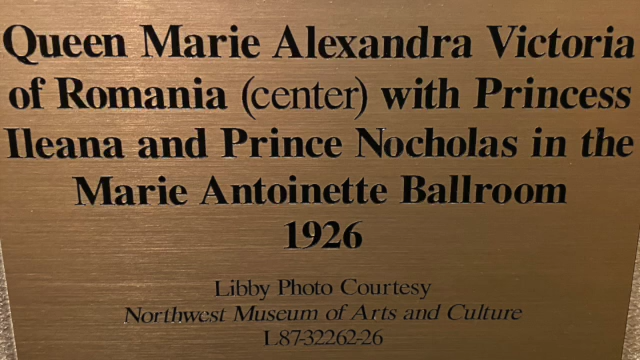 Queen Marie Alexandra Victoria
of Romania (center) with Princess
Ileana and Prince Nocholas in the
Marie Antoinette Ballroom
1926
Libby Photo Courtesy
Northwest Museum of Arts and Culture
L87-32262-26